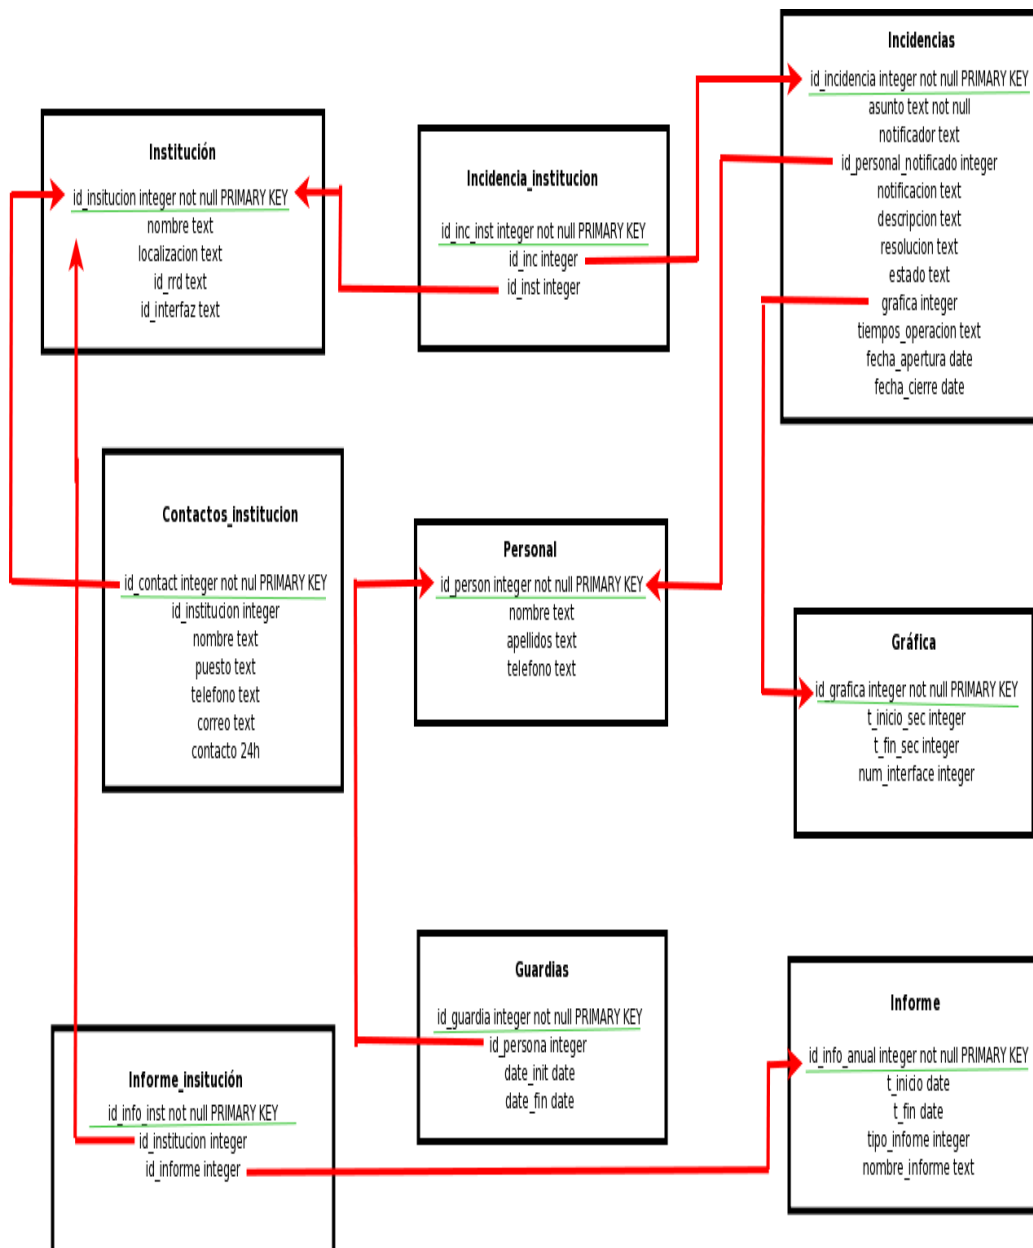 Institución
id_insitucion integer not null PRIMARY KEY
nombre text
localizacion text
id_rrd text
id_interfaz text
Incidencia_institucion
id_inc_inst integer not null PRIMARY KEY
id_inc integer
id_inst integer
Incidencias
id_incidencia integer not null PRIMARY KEY
asunto text not null
notificador text
id_personal_notificado integer
notificacion text
descripcion text
resolucion text
estado text
grafica integer
tiempos_operacion text
fecha_apertura date
fecha_cierre date
Contactos_institucion
id_contact integer not nul PRIMARY KEY
id_institucion integer
nombre text
puesto text
telefono text
correo text
contacto 24h
Personal
id_person integer not null PRIMARY KEY
nombre text
apellidos text
telefono text
Gráfica
id_grafica integer not null PRIMARY KEY
t_inicio_sec integer
t_fin_sec integer
num_interface integer
Informe_insitución
id_info_inst not null PRIMARY KEY
id_institucion integer
id_informe integer
Guardias
id_guardia integer not null PRIMARY KEY
id_persona integer
date_init date
date_fin date
Informe
id_info_anual integer not null PRIMARY KEY
t_inicio date
t_fin date
tipo_infome integer
nombre_informe text